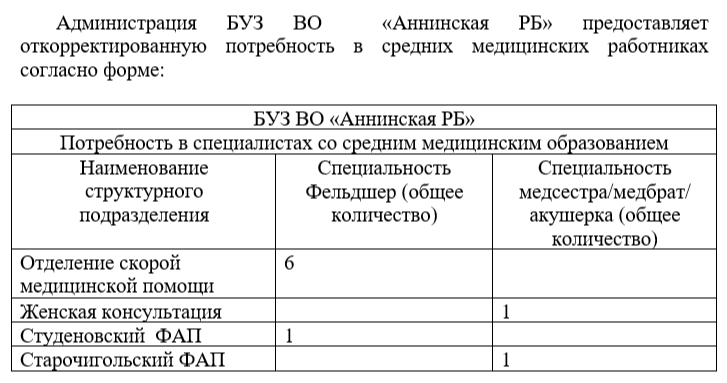 Администрация БУЗ ВО «Аннинская РБ» предоставляет
откорректированную потребность в средних медицинских работниках
согласно форме:
БУЗ ВО «Аннинская РБ»
Потребность в специалистах со средним медицинским образованием
Наименование
структурного
подразделения
Специальность
Фельдшер (общее
количество)
Специальность
медсестра/медбрат/
акушерка (общее
количество)
Отделение скорой
медицинской помощи
6
Женская консультация
1
Студеновский ФАП
1
Старочигольский ФАП
1